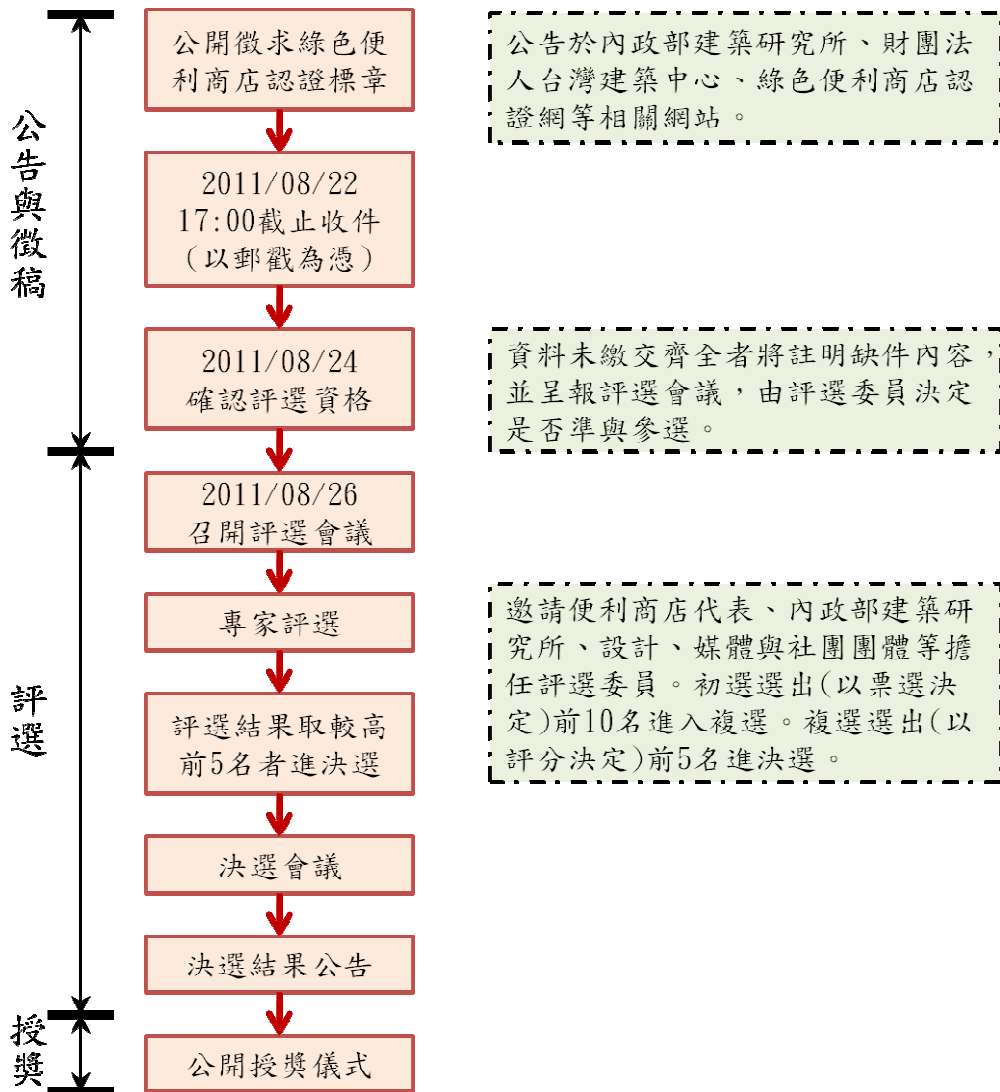 公告與徵稿
公開徵求綠色便
利商店認證標章
公告於內政部建築研究所、財團法
人台灣建築中心、綠色便利商店認
證網等相關網站。
2011/08/22
17:00截止收件
(以郵戳為憑)
2011/08/24
確認評選資格
資料未繳交齊全者將註明缺件內容，
並呈報評選會議，由評選委員決定
是否準與參選。
評選
2011/08/26
召開評選會議
專家評選
邀請便利商店代表、內政部建築研
究所、設計、媒體與社團團體等擔
任評選委員。初選選出(以票選決
定)前10名進入複選。複選選出(以
評分決定)前5名進決選。
評選結果取較高
前5名者進決選
決選會議
決選結果公告
授獎
公開授獎儀式